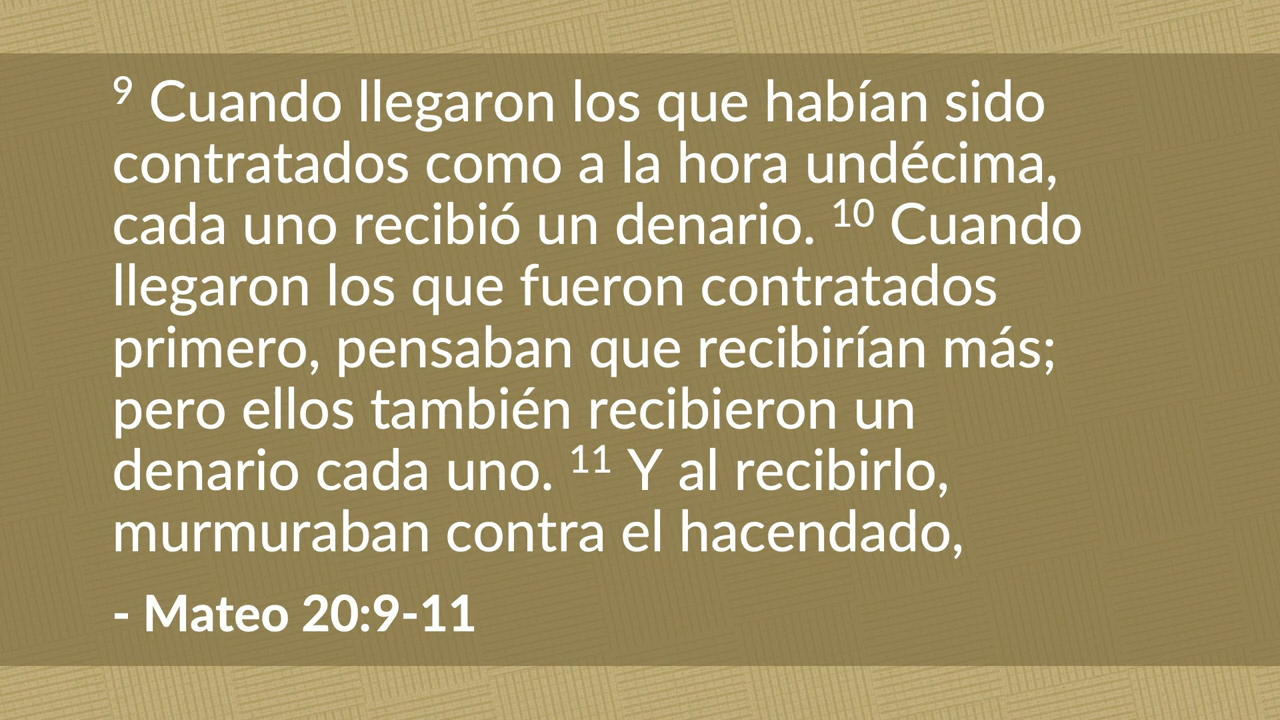 9 Cuando llegaron los que habían sido
contratados como a la hora undécima,
cada uno recibió un denario. 10 Cuando
llegaron los que fueron contratados
primero, pensaban que recibirían más;
pero ellos también recibieron un
denario cada uno. 11 Y al recibirlo,
murmuraban contra el hacendado,
- Mateo 20:9-11